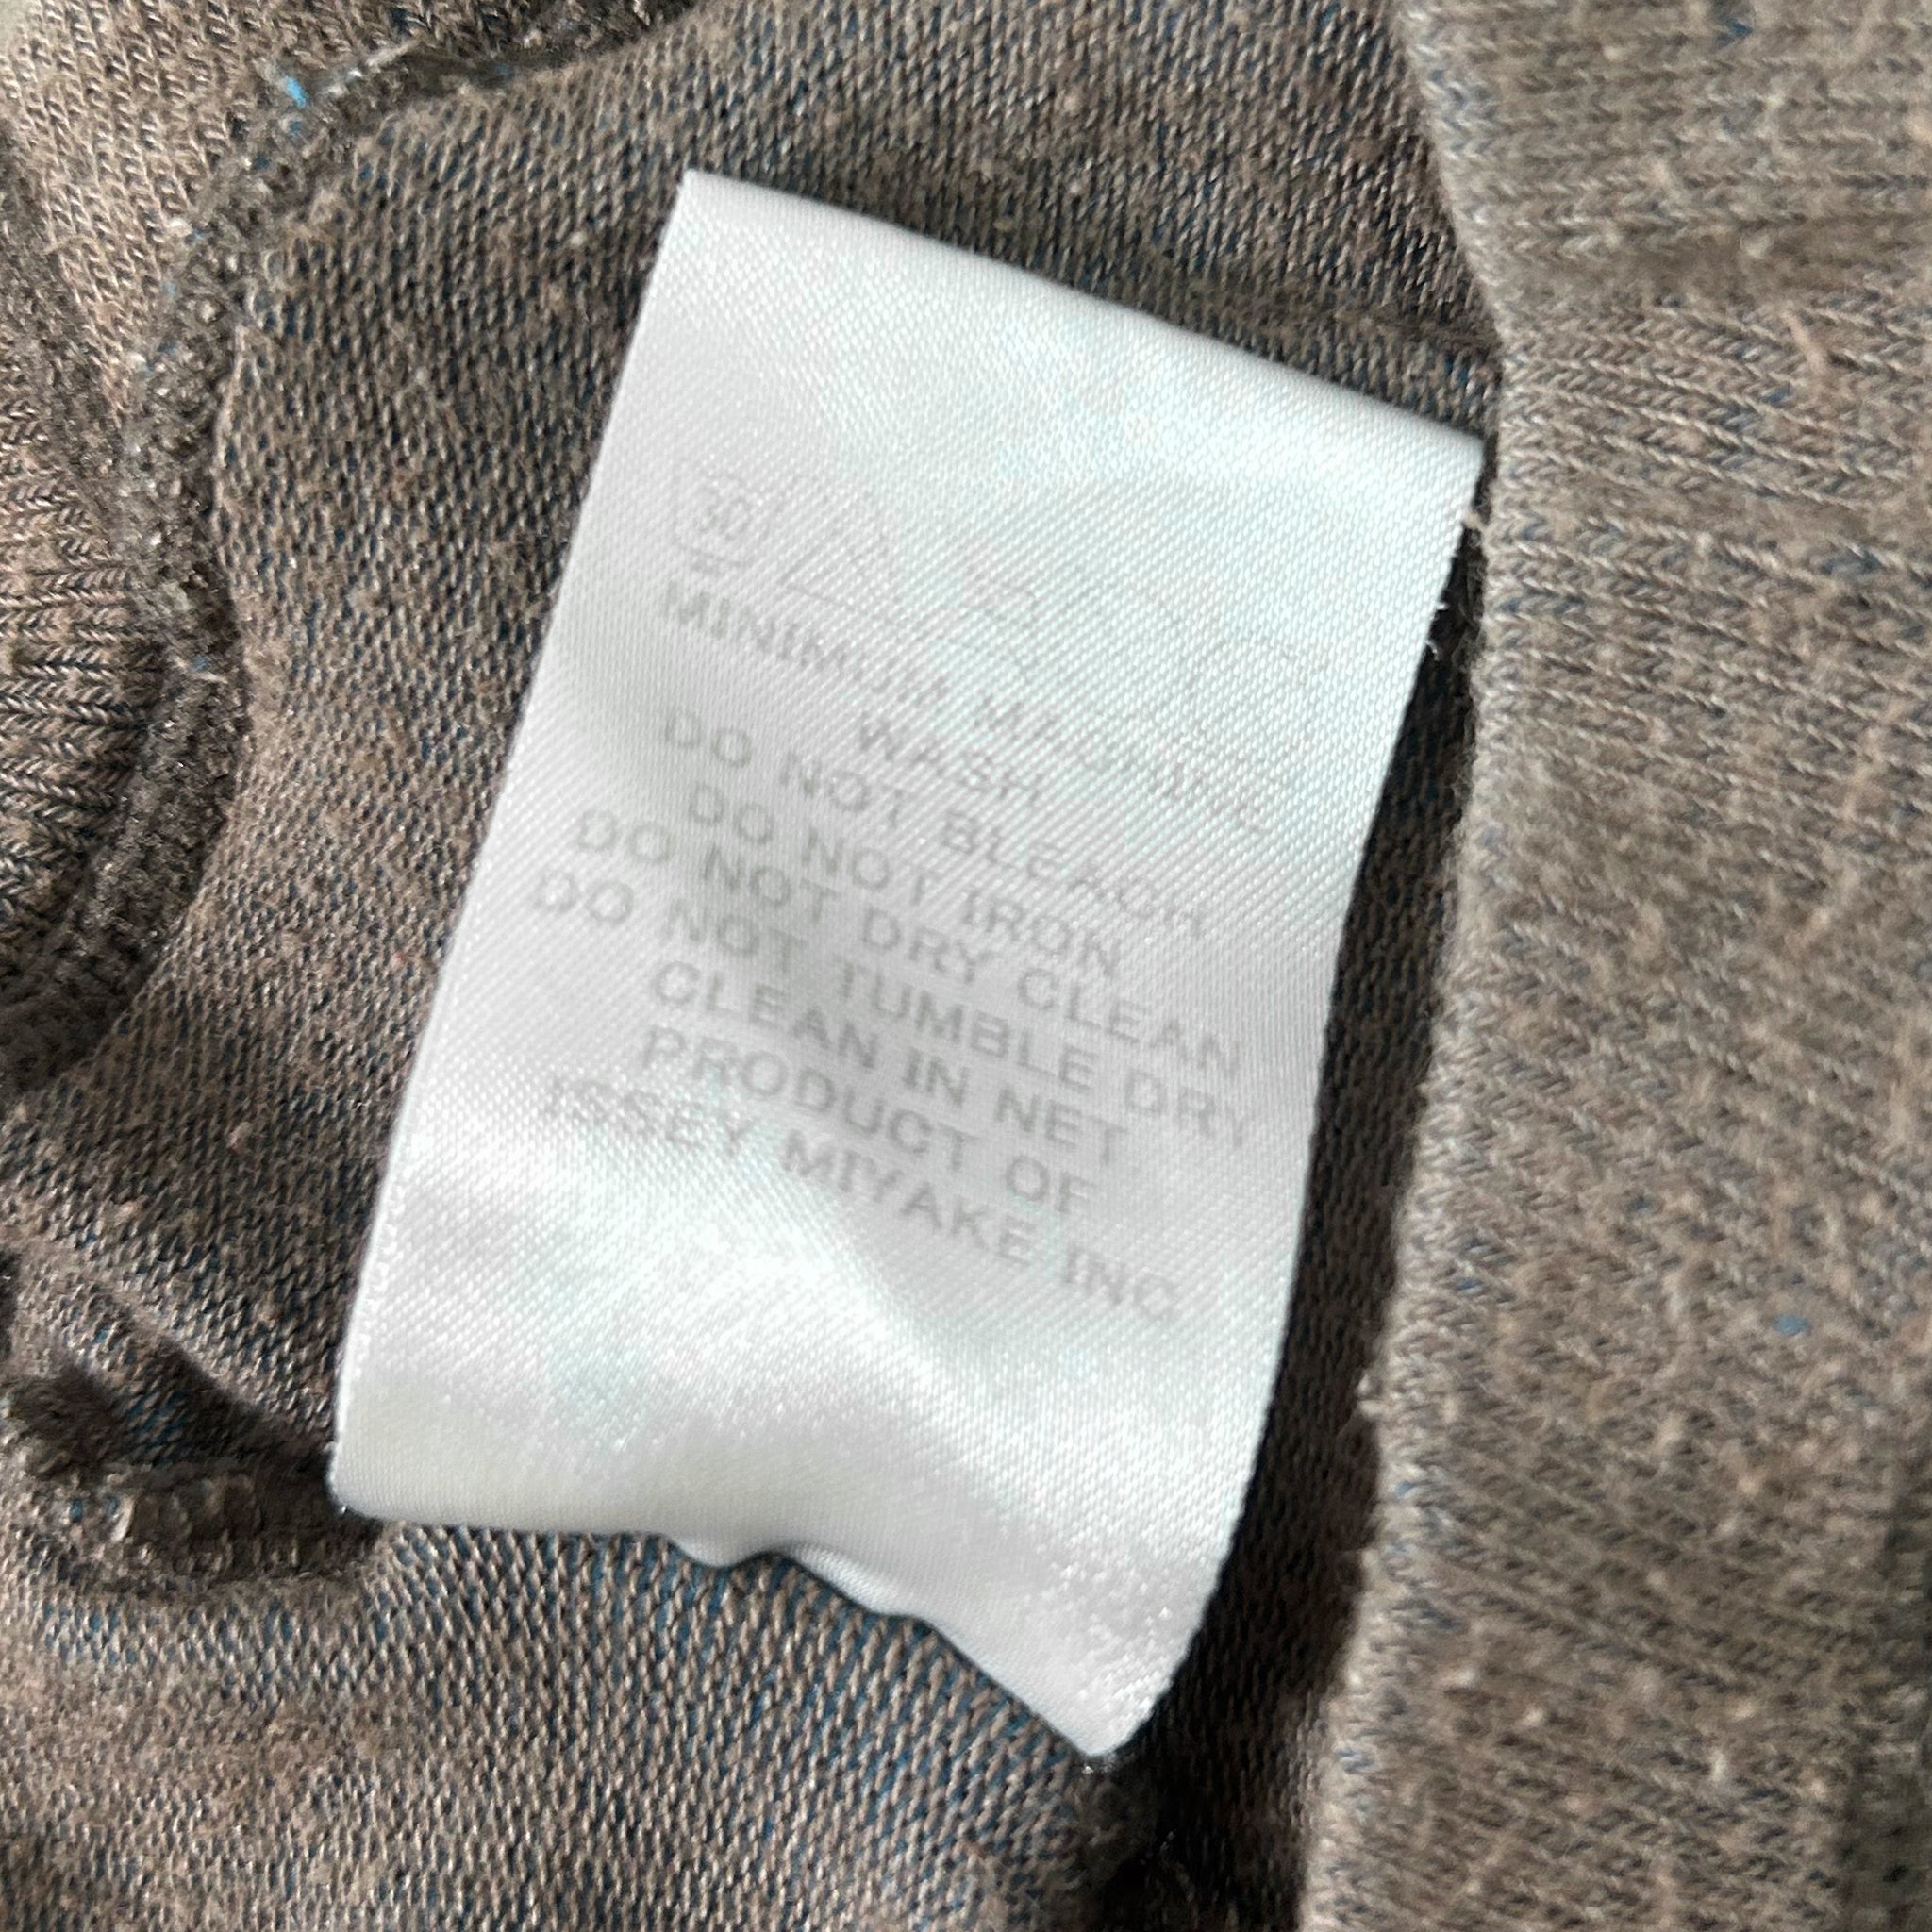 30
MINIMUM MACHINE
WASH
DO NOT BLEACH
DO NOT IRON
DO NOT DRY CLEAN
DO NOT TUMBLE DRY
CLEAN IN NET
PRODUCT OF
ISSEY MIYAKE INC.